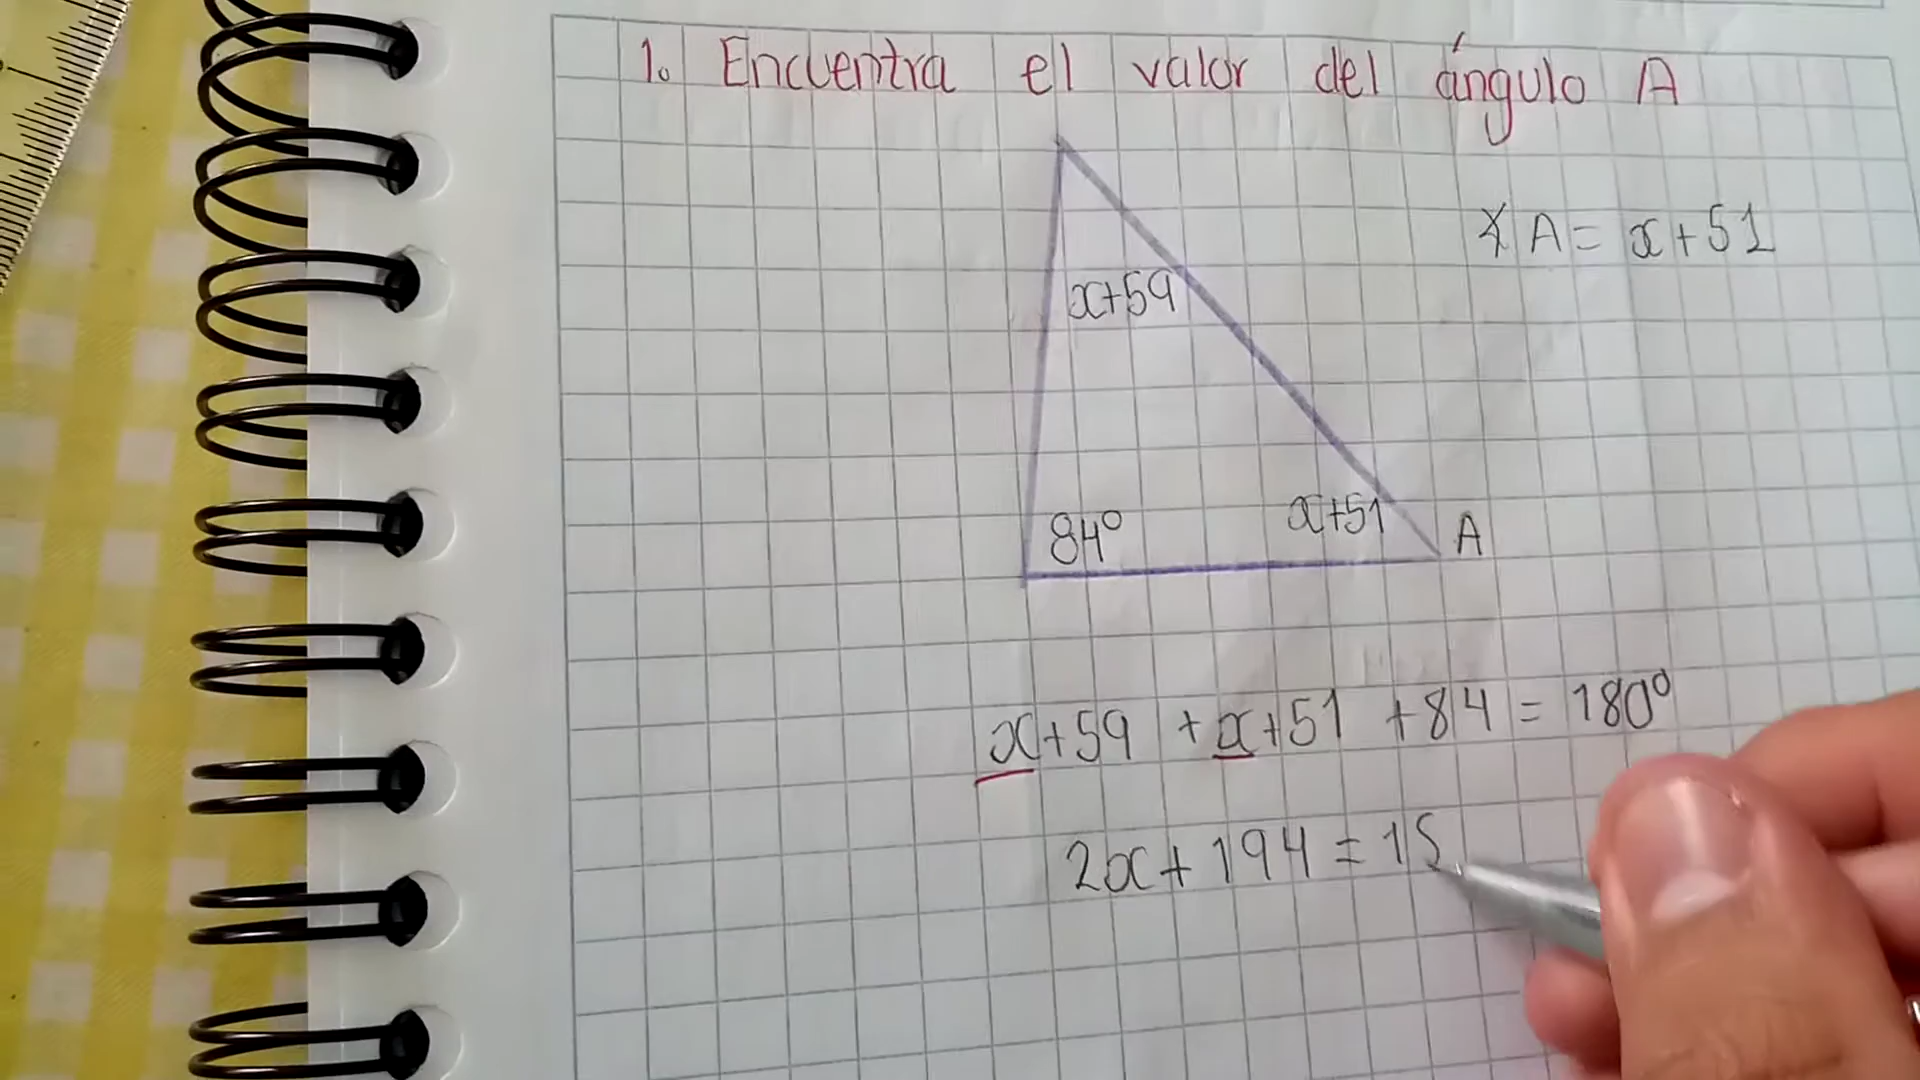 1. Encuentra el valor del ángulo A
∡ A = x+51
x+59
84° x+51 A
x+59 + x+51 +84 = 180°
2x+ 194 = 1